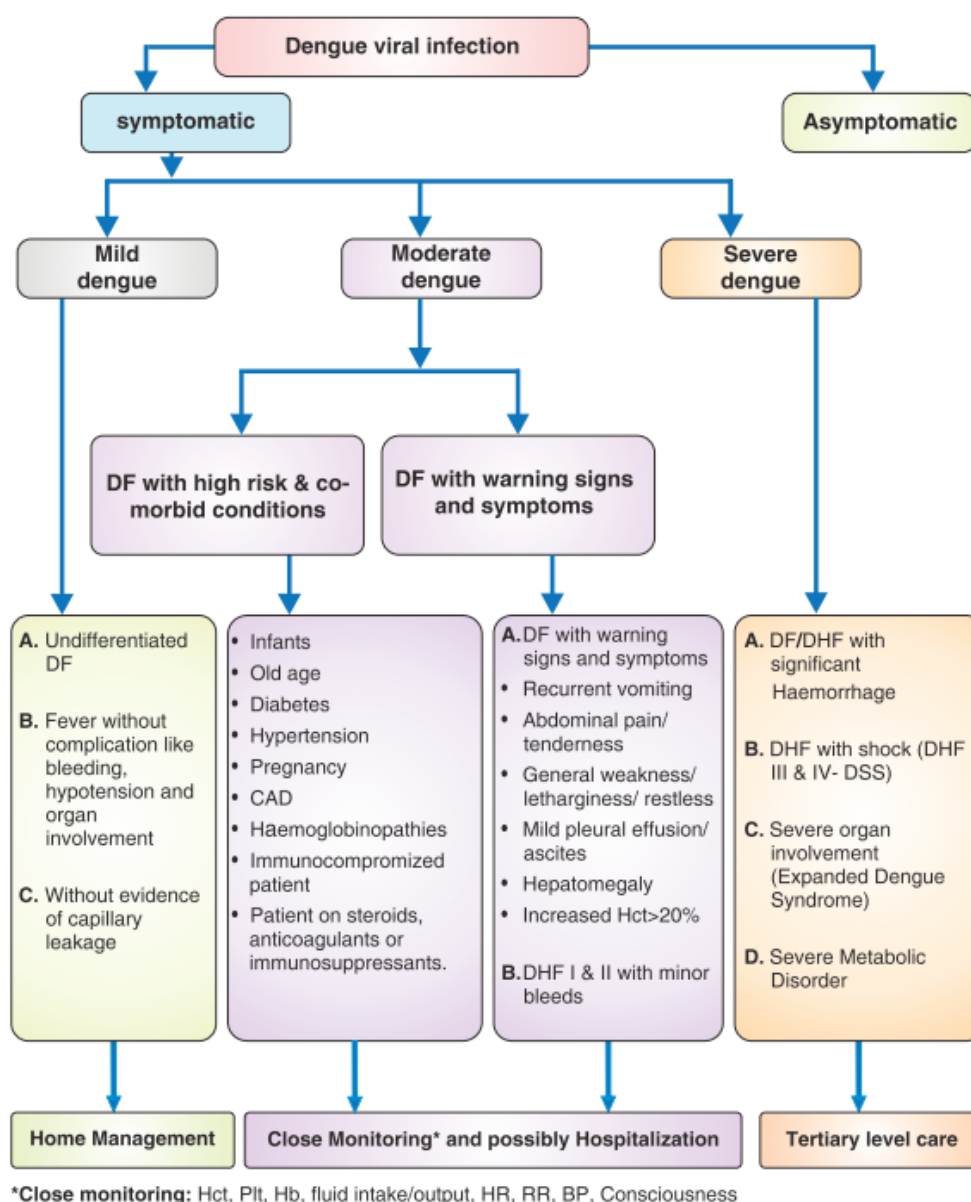 Dengue viral infection
symptomatic
Asymptomatic
Mild
dengue
Moderate
dengue
Severe
dengue
DF with high risk & co-
morbid conditions
DF with warning signs
and symptoms
A. Undifferentiated
DF
B. Fever without
complication like
bleeding,
hypotension and
organ
involvement
C. Without evidence
of capillary
leakage
• Infants
• Old age
• Diabetes
• Hypertension
• Pregnancy
• CAD
• Haemoglobinopathies
• Immunocompromized
patient
• Patient on steroids,
anticoagulants or
immunosuppressants.
A. DF with warning
signs and symptoms
• Recurrent vomiting
• Abdominal pain/
tenderness
• General weakness/
letharginess/ restless
• Mild pleural effusion/
ascites
• Hepatomegaly
• Increased Hct>20%
B. DHF I & II with minor
bleeds
A. DF/DHF with
significant
Haemorrhage
B. DHF with shock (DHF
III & IV- DSS)
C. Severe organ
involvement
(Expanded Dengue
Syndrome)
D. Severe Metabolic
Disorder
Home Management
Close Monitoring* and possibly Hospitalization
Tertiary level care
*Close monitoring: Hct, Plt, Hb, fluid intake/output, HR, RR, BP, Consciousness